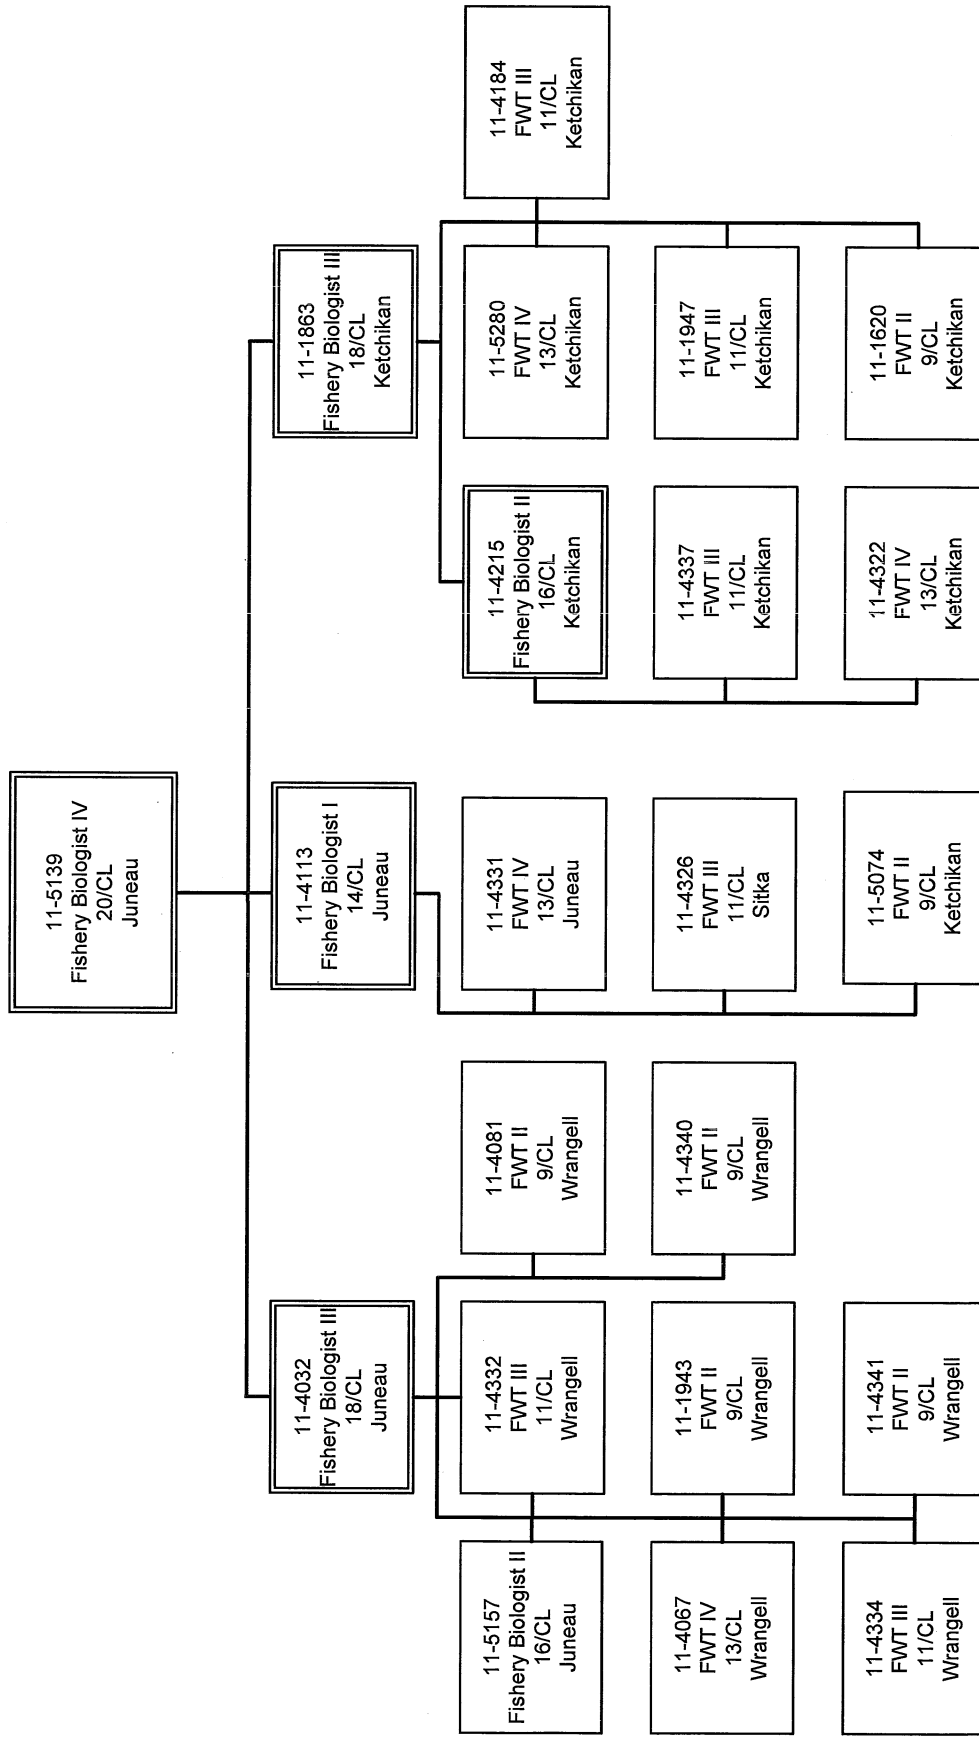 11-5139
Fishery Biologist IV
20/CL
Juneau
11-4032
Fishery Biologist III
18/CL
Juneau
11-4113
Fishery Biologist I
14/CL
Juneau
11-1863
Fishery Biologist III
18/CL
Ketchikan
11-5157
Fishery Biologist II
16/CL
Juneau
11-4332
FWT III
11/CL
Wrangell
11-4081
FWT II
9/CL
Wrangell
11-4331
FWT IV
13/CL
Juneau
11-4215
Fishery Biologist II
16/CL
Ketchikan
11-5280
FWT IV
13/CL
Ketchikan
11-4184
FWT III
11/CL
Ketchikan
11-4067
FWT IV
13/CL
Wrangell
11-1943
FWT II
9/CL
Wrangell
11-4340
FWT II
9/CL
Wrangell
11-4326
FWT III
11/CL
Sitka
11-4337
FWT III
11/CL
Ketchikan
11-1947
FWT III
11/CL
Ketchikan
11-4334
FWT III
11/CL
Wrangell
11-4341
FWT II
9/CL
Wrangell
11-5074
FWT II
9/CL
Ketchikan
11-4322
FWT IV
13/CL
Ketchikan
11-1620
FWT II
9/CL
Ketchikan